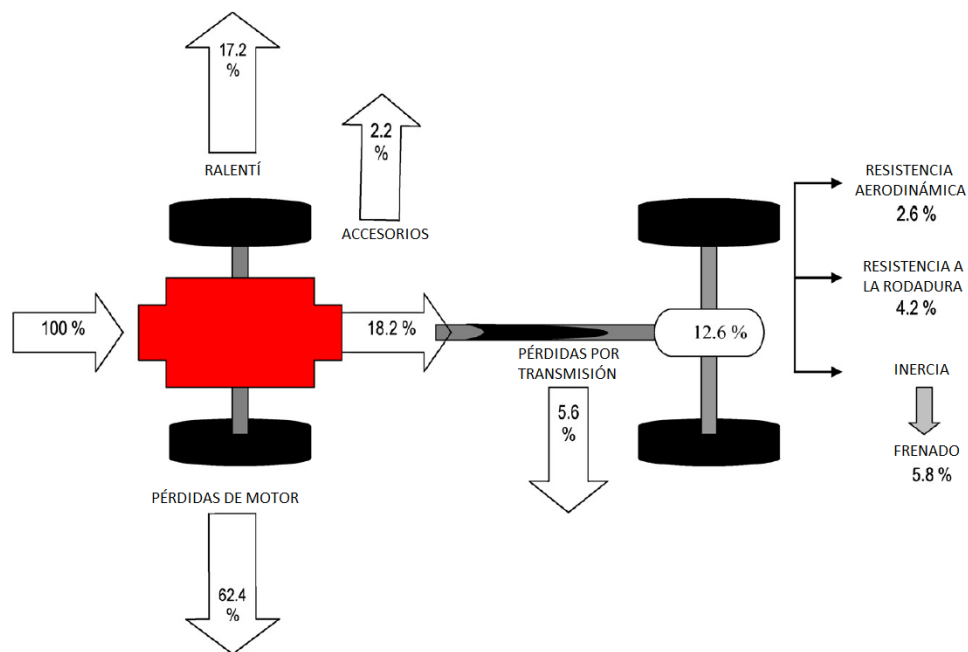 17.2
%
RALENTÍ
2.2
%
ACCESORIOS
100 %
18.2 %
PÉRDIDAS POR
TRANSMISIÓN
5.6
%
12.6 %
RESISTENCIA
AERODINÁMICA
2.6 %
RESISTENCIA A
LA RODADURA
4.2 %
INERCIA
FRENADO
5.8 %
PÉRDIDAS DE MOTOR
62.4
%